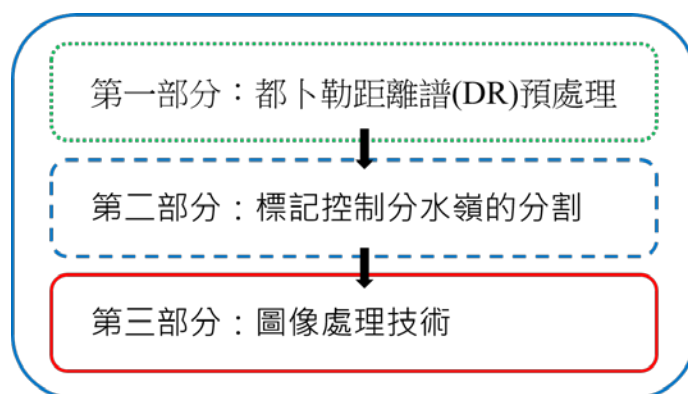 第一部分：都卜勒距離譜(DR)預處理
第二部分：標記控制分水嶺的分割
第三部分：圖像處理技術